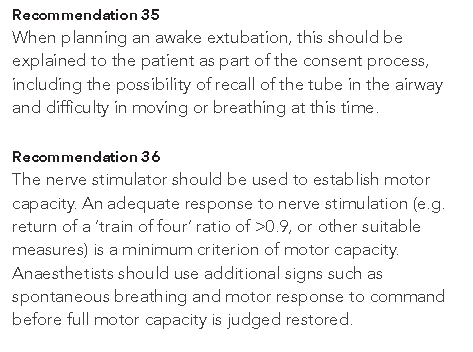 Recommendation 35
When planning an awake extubation, this should be
explained to the patient as part of the consent process,
including the possibility of recall of the tube in the airway
and difficulty in moving or breathing at this time.
Recommendation 36
The nerve stimulator should be used to establish motor
capacity. An adequate response to nerve stimulation (e.g.
return of a ‘train of four’ ratio of >0.9, or other suitable
measures) is a minimum criterion of motor capacity.
Anaesthetists should use additional signs such as
spontaneous breathing and motor response to command
before full motor capacity is judged restored.